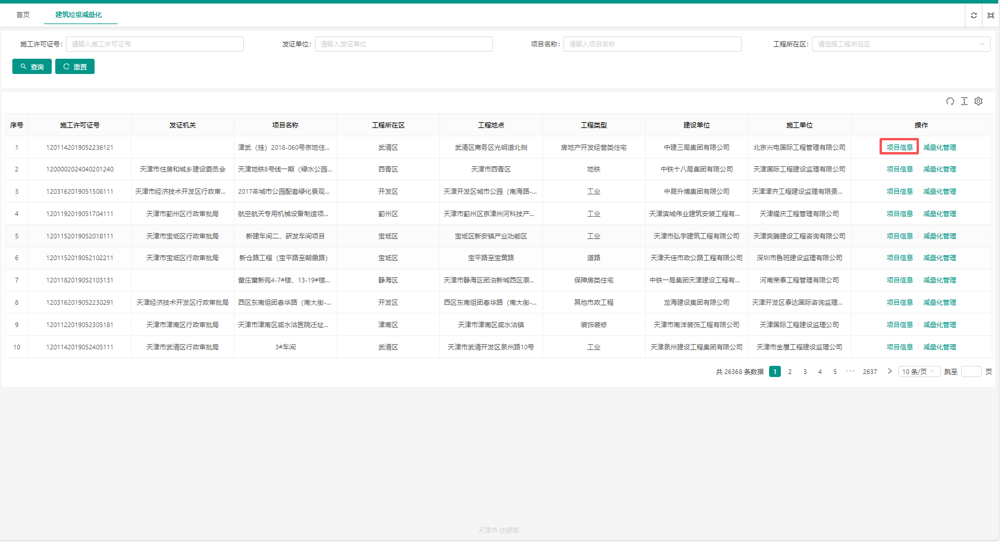 首页 建筑垃圾减量化
施工许可证号: 请输入施工许可证号 发证单位: 请输入发证单位 项目名称: 请输入项目名称 工程所在区: 请选择工程所在区
查询 重置
序号 施工许可证号 发证机关 项目名称 工程所在区 工程地点 工程类型 建设单位 施工单位 操作
1 1201142019052236121 津武（挂）2018-060号宗地住... 武清区 武清区商务区光明道北侧 房地产开发经营类住宅 中建三局集团有限公司 北京兴电国际工程管理有限公司 项目信息 减量化管理
2 1200002024040201240 天津市住房和城乡建设委员会 天津地铁8号线一期（绿水公园... 西青区 天津市西青区 地铁 中铁十八局集团有限公司 天津国际工程建设监理有限公司 项目信息 减量化管理
3 1203162019051508111 天津市经济技术开发区行政审... 2017年城市公园配套绿化景观... 开发区 天津开发区城市公园（南海路-... 工业 中晟升博集团有限公司 天津津齐工程建设监理有限责... 项目信息 减量化管理
4 1201192019051704111 天津市蓟州区行政审批局 航空航天专用机械设备制造项... 蓟州区 天津市蓟州区京津州河科技产... 工业 天津滨城伟业建筑安装工程有... 天津耀庆工程管理有限公司 项目信息 减量化管理
5 1201152019052018111 天津市宝坻区行政审批局 新建车间二、研发车间项目 宝坻区 宝坻区新安镇产业功能区 工业 天津市弘宇建筑工程有限公司 天津奕腾建设工程咨询有限公司 项目信息 减量化管理
6 1201152019052102211 天津市宝坻区行政审批局 新仓路工程（宝平路至朝霞路） 宝坻区 宝平路至宝黄路 道路 天津天佳市政公路工程有限公司 深圳市鲁班建设监理有限公司 项目信息 减量化管理
7 1201182019052103131 董庄窠新苑4-7#楼、13-19#楼... 静海区 天津市静海区团泊新城西区原... 保障房类住宅 中铁一局集团天津建设工程有... 河南荣泰工程管理有限公司 项目信息 减量化管理
8 1203162019052230291 天津经济技术开发区行政审批局 西区东南组团春华路（南大街-... 开发区 西区东南组团春华路（南大街-... 其他市政工程 龙海建设集团有限公司 天津开发区泰达国际咨询监理... 项目信息 减量化管理
9 1201122019052305181 天津市津南区行政审批局 天津市津南区咸水沽医院迁址... 津南区 天津市津南区咸水沽镇 装饰装修 天津市南洋装饰工程有限公司 天津国际工程建设监理公司 项目信息 减量化管理
10 1201142019052405111 天津市武清区行政审批局 3#车间 武清区 天津市武清开发区泉州路10号 工业 天津泉州建设工程集团有限公司 天津市金厦工程建设监理公司 项目信息 减量化管理
共 26368 条数据 1 2 3 4 5 ••• 2637 > 10 条/页 跳至 页
天津市-住建部